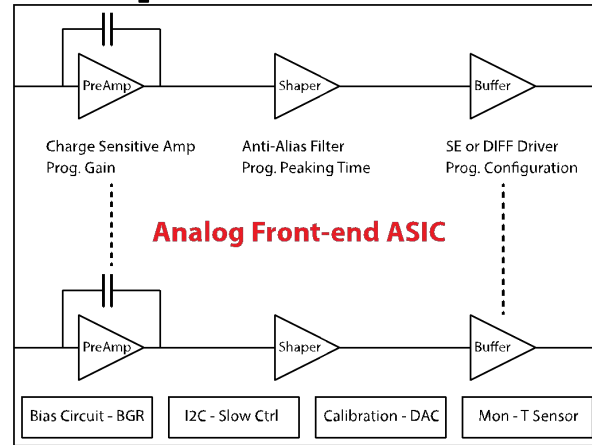 PreAmp
Shaper
Buffer
Charge Sensitive Amp
Prog. Gain
Anti-Alias Filter
Prog. Peaking Time
SE or DIFF Driver
Prog. Configuration
Analog Front-end ASIC
PreAmp
Shaper
Buffer
Bias Circuit - BGR
I2C - Slow Ctrl
Calibration - DAC
Mon - T Sensor